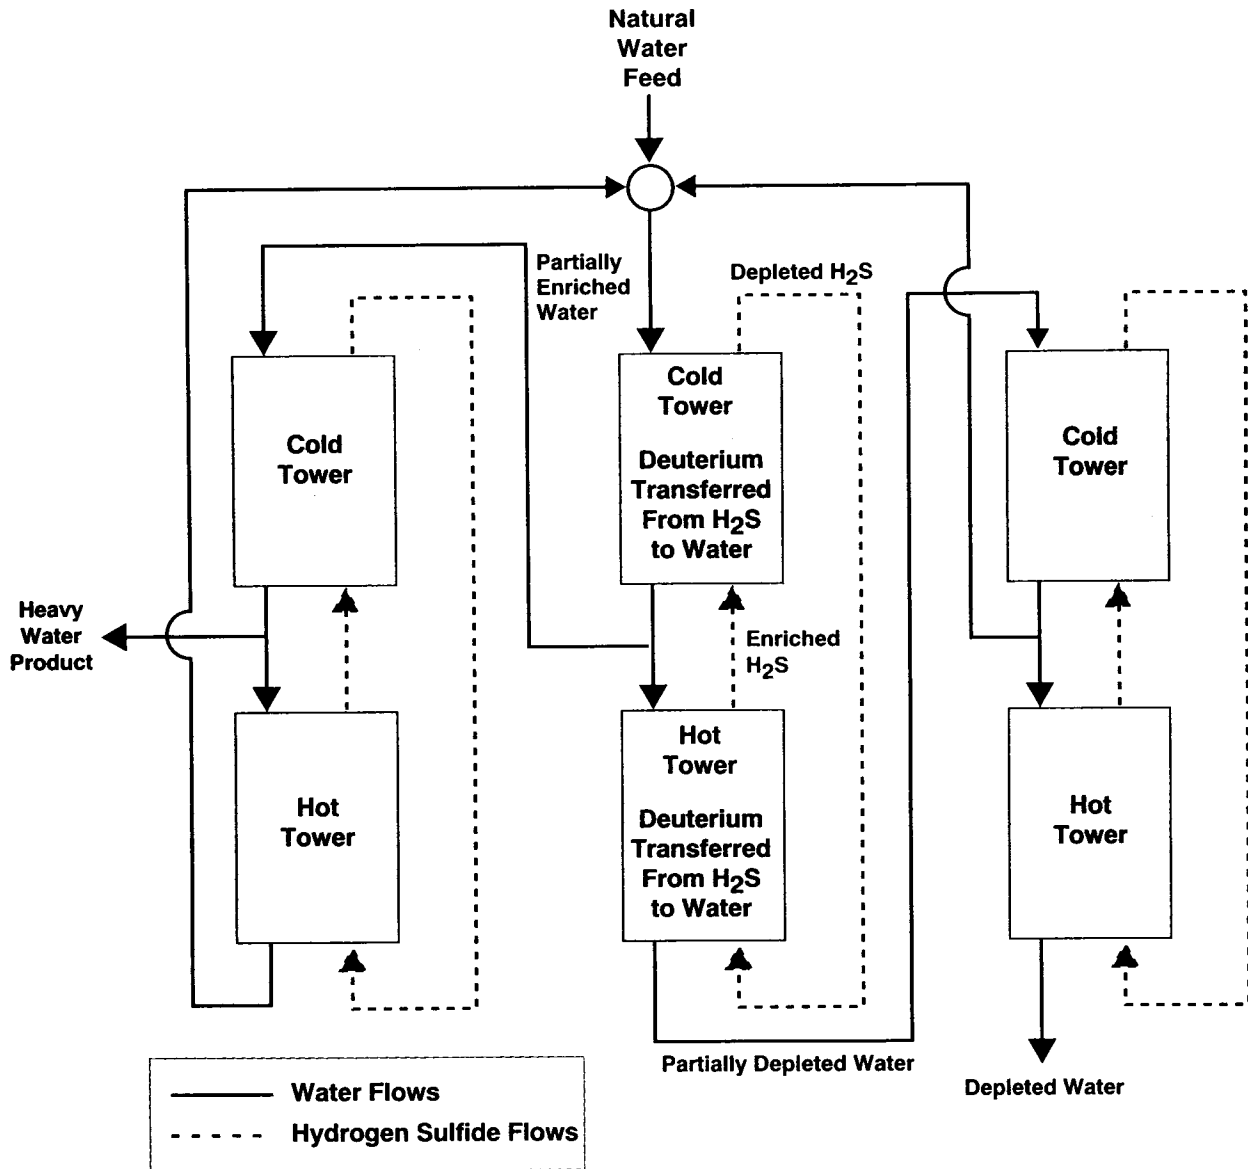 Natural
Water
Feed
Partially
Enriched
Water
Depleted H₂S
Cold
Tower
Cold
Tower
Deuterium
Transferred
From H₂S
to Water
Cold
Tower
Heavy
Water
Product
Enriched
H₂S
Hot
Tower
Hot
Tower
Deuterium
Transferred
From H₂S
to Water
Hot
Tower
Partially Depleted Water
Depleted Water
Water Flows
Hydrogen Sulfide Flows